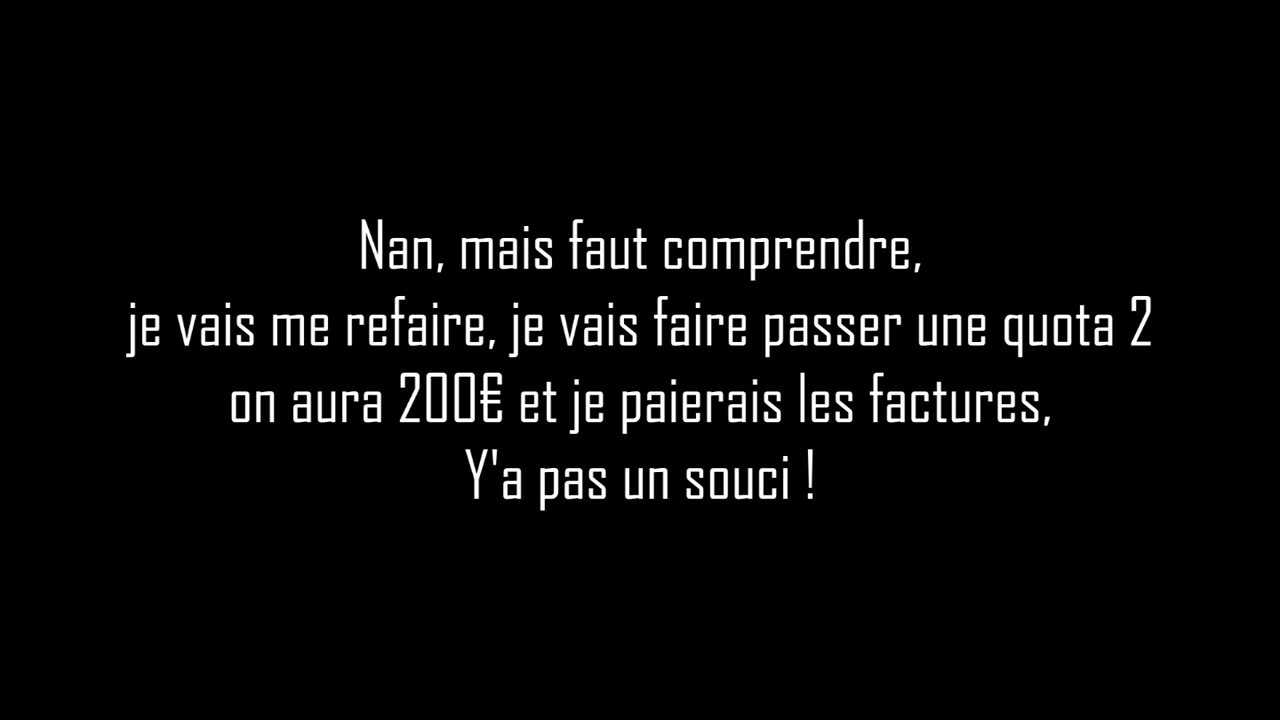 Nan, mais faut comprendre,
je vais me refaire, je vais faire passer une quota 2
on aura 200€ et je paierais les factures,
Y'a pas un souci !